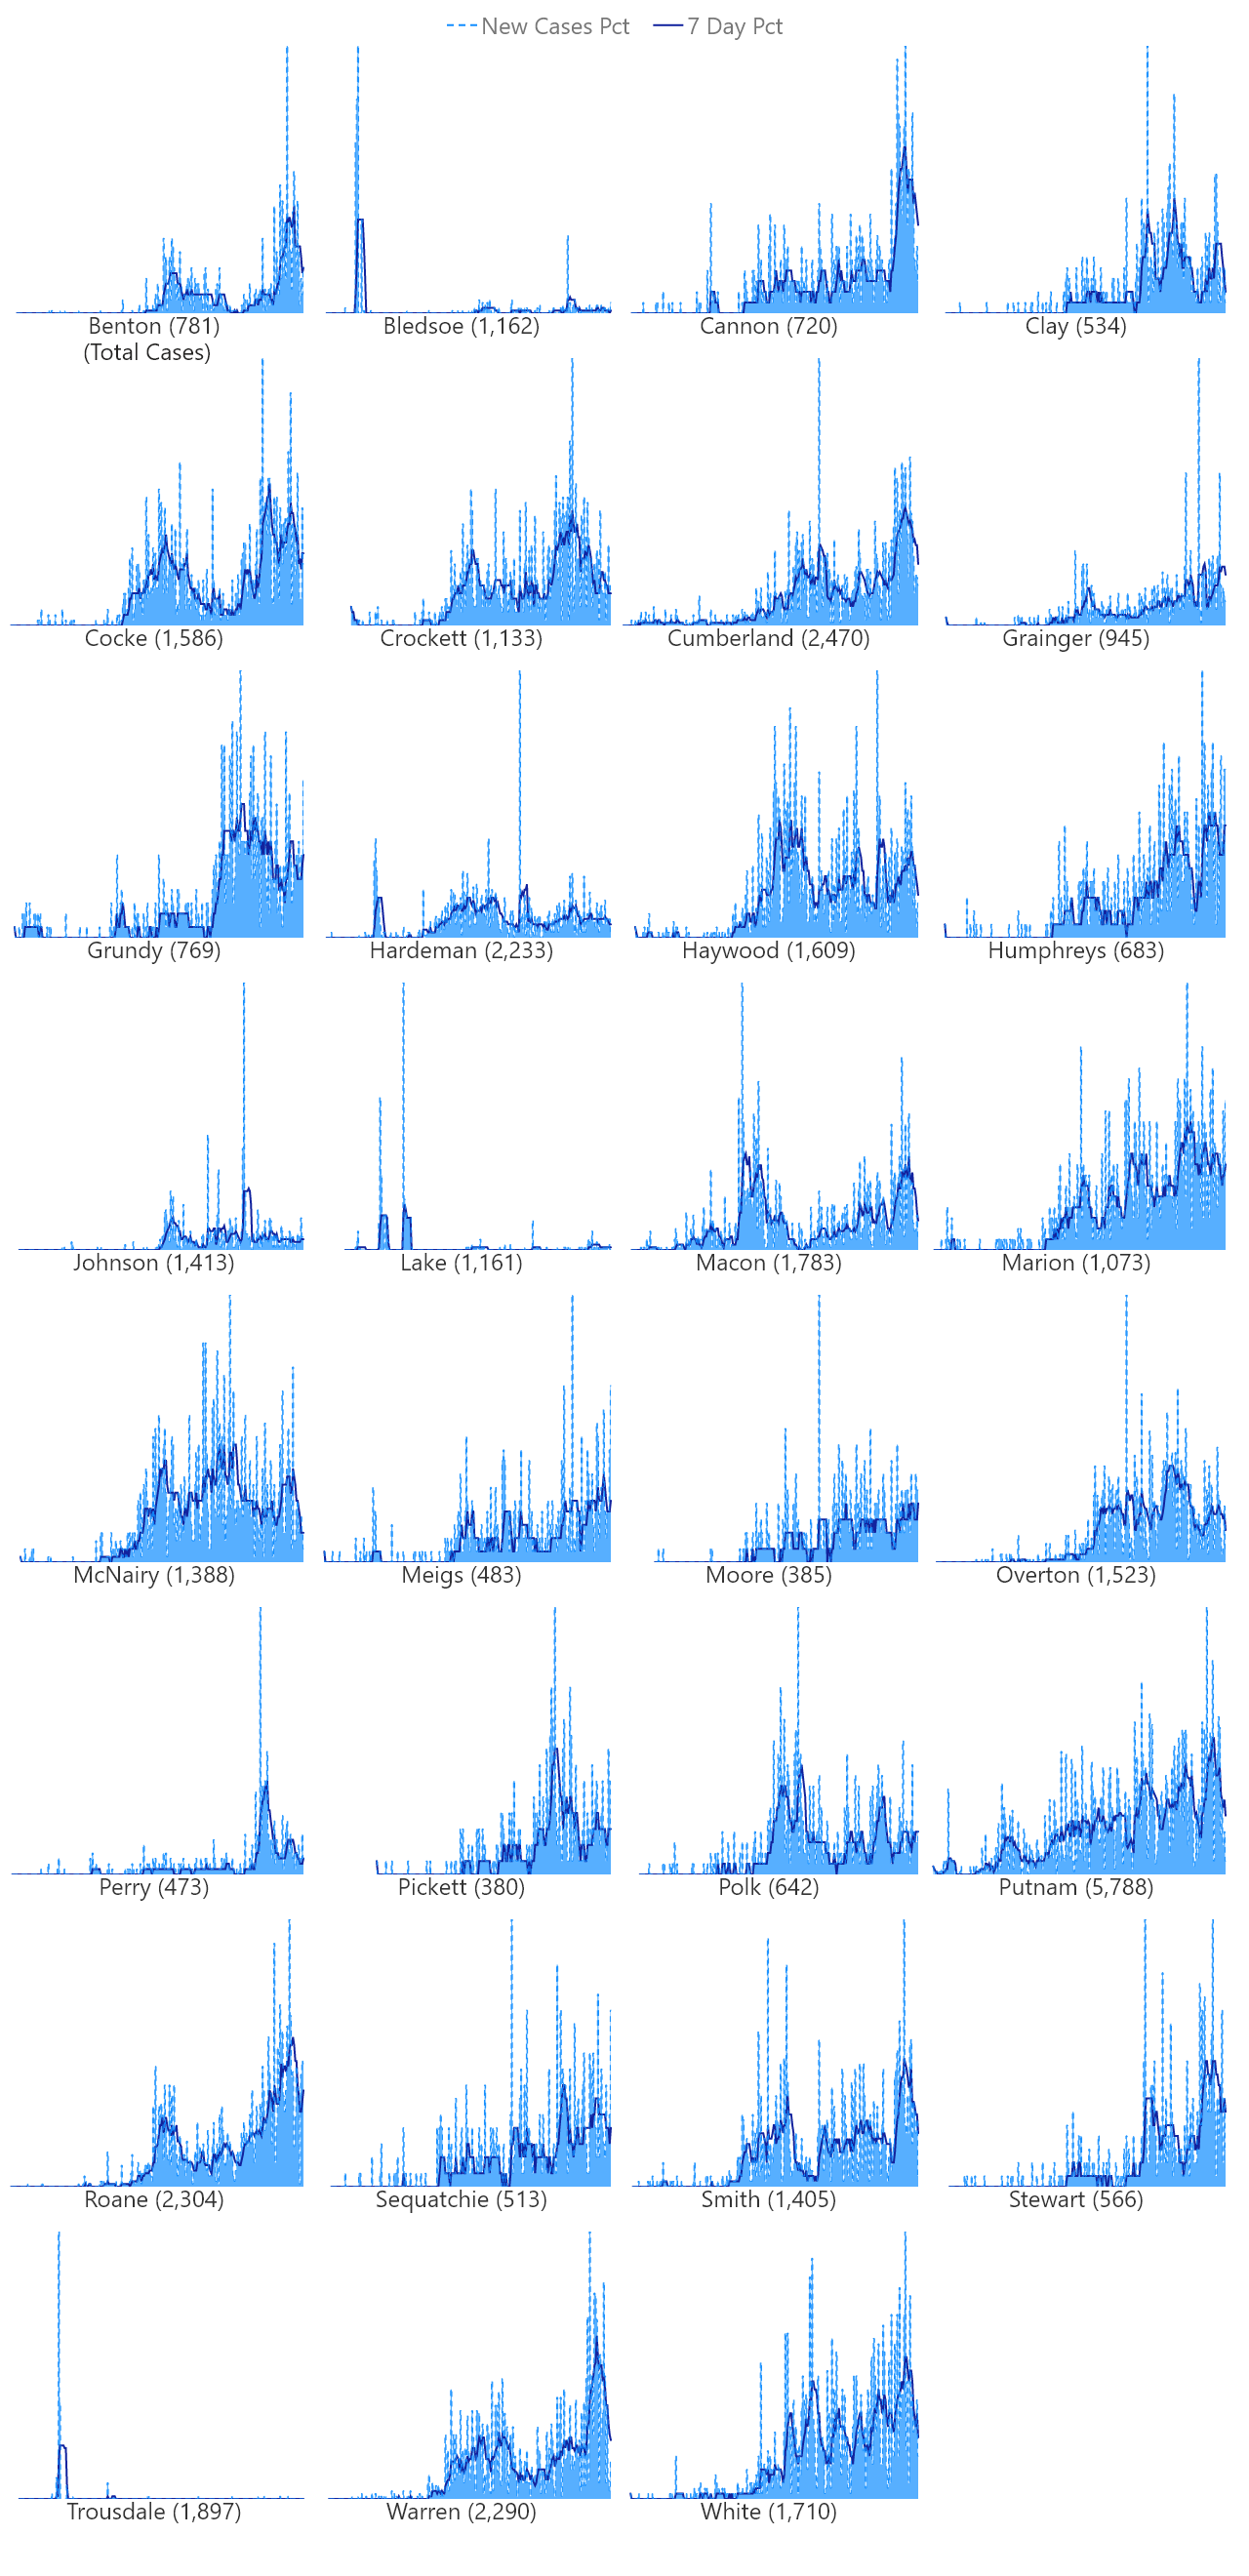 New Cases Pct 7 Day Pct
Benton (781) Bledsoe (1,162) Cannon (720) Clay (534)
(Total Cases)
Cocke (1,586) Crockett (1,133) Cumberland (2,470) Grainger (945)
Grundy (769) Hardeman (2,233) Haywood (1,609) Humphreys (683)
Johnson (1,413) Lake (1,161) Macon (1,783) Marion (1,073)
McNairy (1,388) Meigs (483) Moore (385) Overton (1,523)
Perry (473) Pickett (380) Polk (642) Putnam (5,788)
Roane (2,304) Sequatchie (513) Smith (1,405) Stewart (566)
Trousdale (1,897) Warren (2,290) White (1,710)